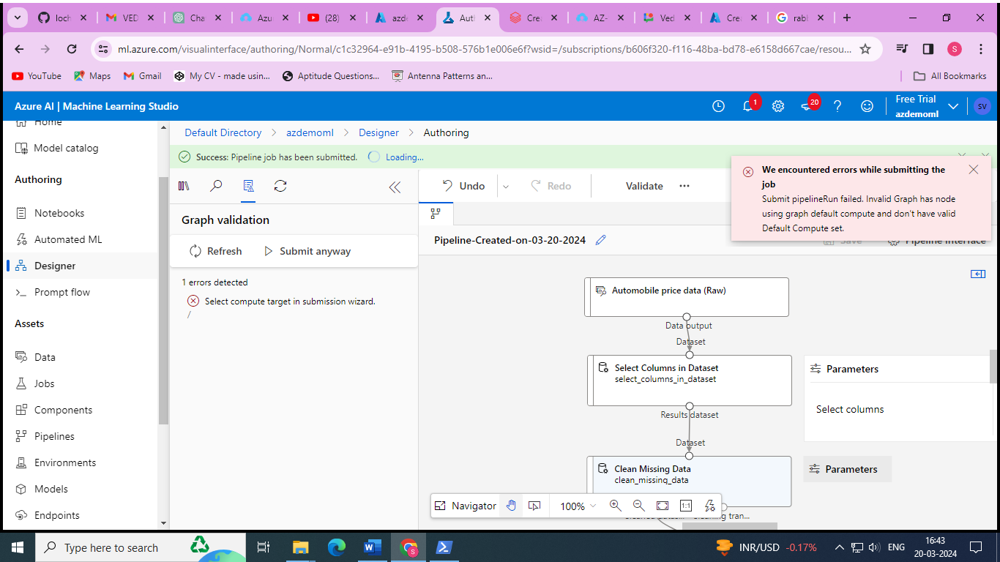 loch
VED
Cha
Azu
(28)
azde
Aut
Cre
AZ-
Ved
Cre
rabl
ml.azure.com/visualinterface/authoring/Normal/c1c32964-e91b-4195-b508-576b1e006e6f?wsid=/subscriptions/b606f320-f116-48ba-bd78-e6158d667cae/resou...
S
YouTube
Maps
Gmail
My CV - made usin...
Aptitude Questions...
Antenna Patterns an...
All Bookmarks
Azure AI | Machine Learning Studio
1
20
Free Trial
azdemoml
SV
Home
Model catalog
Authoring
Notebooks
Automated ML
Designer
Prompt flow
Assets
Data
Jobs
Components
Pipelines
Environments
Models
Endpoints
Default Directory > azdemoml > Designer > Authoring
Success: Pipeline job has been submitted.
Loading...
We encountered errors while submitting the
job
Submit pipelineRun failed. Invalid Graph has node
using graph default compute and don't have valid
Default Compute set.
Undo
Redo
Validate
Graph validation
Refresh
Submit anyway
1 errors detected
Select compute target in submission wizard.
/
Pipeline-Created-on-03-20-2024
Save
Pipeline interface
Automobile price data (Raw)
Data output
Dataset
Select Columns in Dataset
select_columns_in_dataset
Parameters
Select columns
Results dataset
Dataset
Clean Missing Data
clean_missing_data
Parameters
Navigator
100%
1:1
Cleaned datas...
Cleaning tran...
Type here to search
INR/USD -0.17%
ENG
16:43
20-03-2024